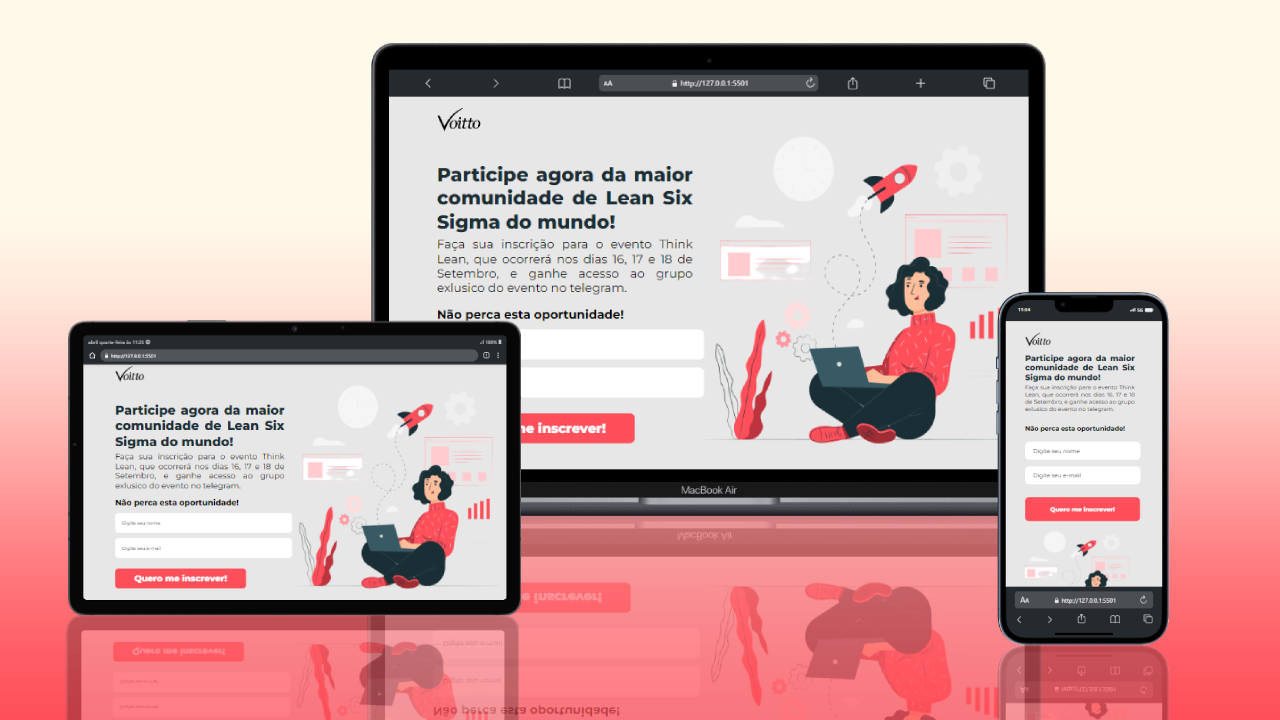 AA http://127.0.0.1:5501
Voitto
Participe agora da maior
comunidade de Lean Six
Sigma do mundo!
Faça sua inscrição para o evento Think
Lean, que ocorrerá nos dias 16, 17 e 18 de
Setembro, e ganhe acesso ao grupo
exlusico do evento no telegram.
Não perca esta oportunidade!
me inscrever!
MacBook Air
abril quarta-feira às 11:25
100%
http://127.0.0.1:5501
Voitto
Participe agora da maior
comunidade de Lean Six
Sigma do mundo!
Faça sua inscrição para o evento Think
Lean, que ocorrerá nos dias 16, 17 e 18 de
Setembro, e ganhe acesso ao grupo
exlusico do evento no telegram.
Não perca esta oportunidade!
Digite seu nome
Digite seu e-mail
Quero me inscrever!
11:04 5G
Voitto
Participe agora da maior
comunidade de Lean Six
Sigma do mundo!
Faça sua inscrição para o evento Think
Lean, que ocorrerá nos dias 16, 17 e 18
de Setembro, e ganhe acesso ao grupo
exlusico do evento no telegram.
Não perca esta oportunidade!
Digite seu nome
Digite seu e-mail
Quero me inscrever!
AA http://127.0.0.1:5501